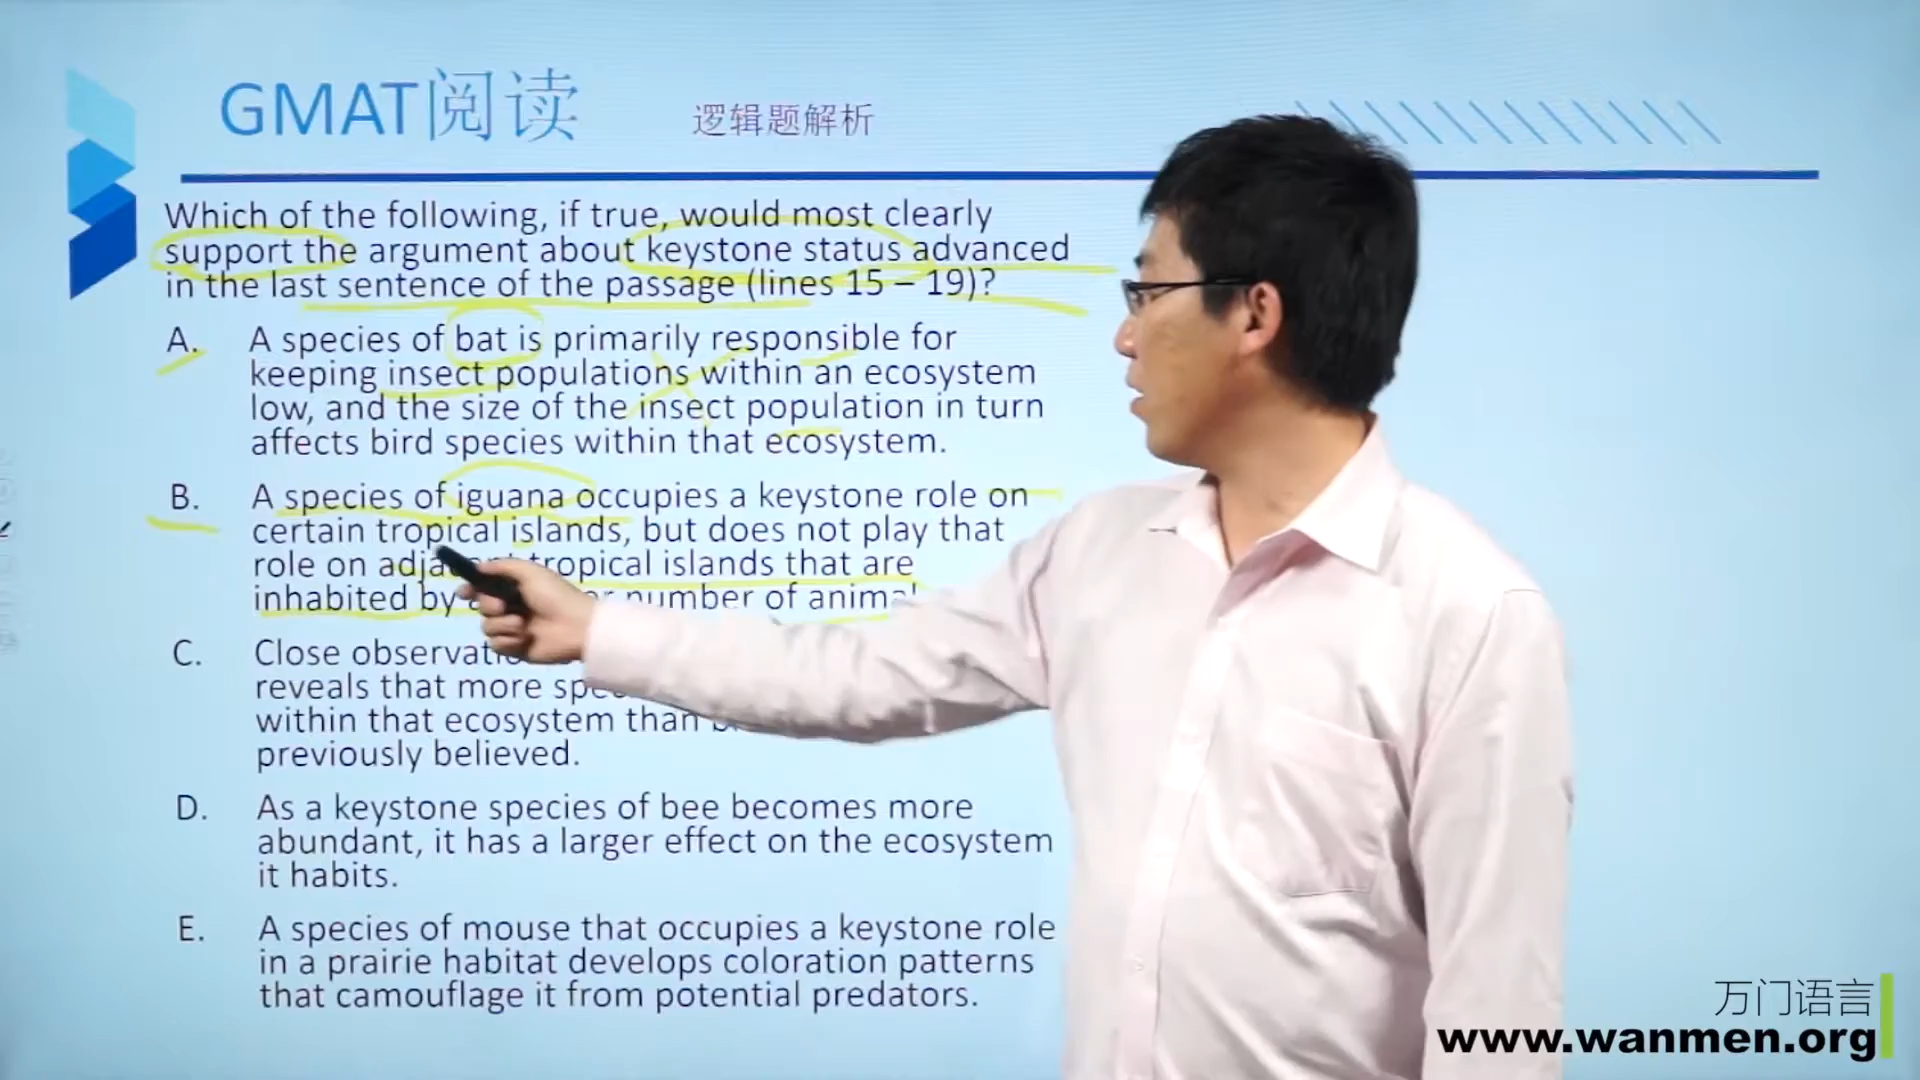 GMAT阅读
逻辑题解析
Which of the following, if true, would most clearly
support the argument about keystone status advanced
in the last sentence of the passage (lines 15 – 19)?
A. A species of bat is primarily responsible for
keeping insect populations within an ecosystem
low, and the size of the insect population in turn
affects bird species within that ecosystem.
B. A species of iguana occupies a keystone role on
certain tropical islands, but does not play that
role on tropical islands that are
inhabited by number of
C. Close
reveals that more
within that ecosystem than
previously believed.
D. As a keystone species of bee becomes more
abundant, it has a larger effect on the ecosystem
it habits.
E. A species of mouse that occupies a keystone role
in a prairie habitat develops coloration patterns
that camouflage it from potential predators.
万门语言
www.wanmen.org